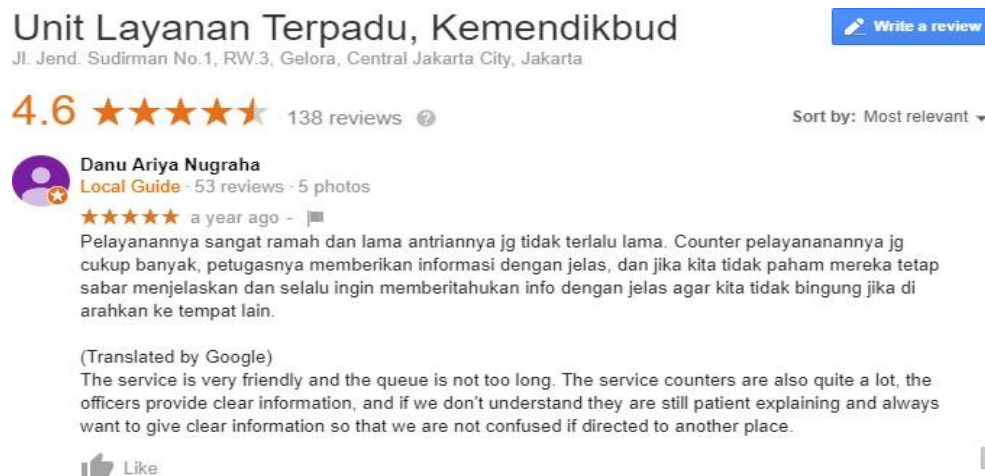 Unit Layanan Terpadu, Kemendikbud
Write a review
Jl. Jend. Sudirman No.1, RW.3, Gelora, Central Jakarta City, Jakarta
4.6 ★★★★★ 138 reviews ?
Sort by: Most relevant
Danu Ariya Nugraha
Local Guide · 53 reviews · 5 photos
★★★★★ a year ago -
Pelayanannya sangat ramah dan lama antriannya jg tidak terlalu lama. Counter pelayananannya jg
cukup banyak, petugasnya memberikan informasi dengan jelas, dan jika kita tidak paham mereka tetap
sabar menjelaskan dan selalu ingin memberitahukan info dengan jelas agar kita tidak bingung jika di
arahkan ke tempat lain.
(Translated by Google)
The service is very friendly and the queue is not too long. The service counters are also quite a lot, the
officers provide clear information, and if we don't understand they are still patient explaining and always
want to give clear information so that we are not confused if directed to another place.
Like